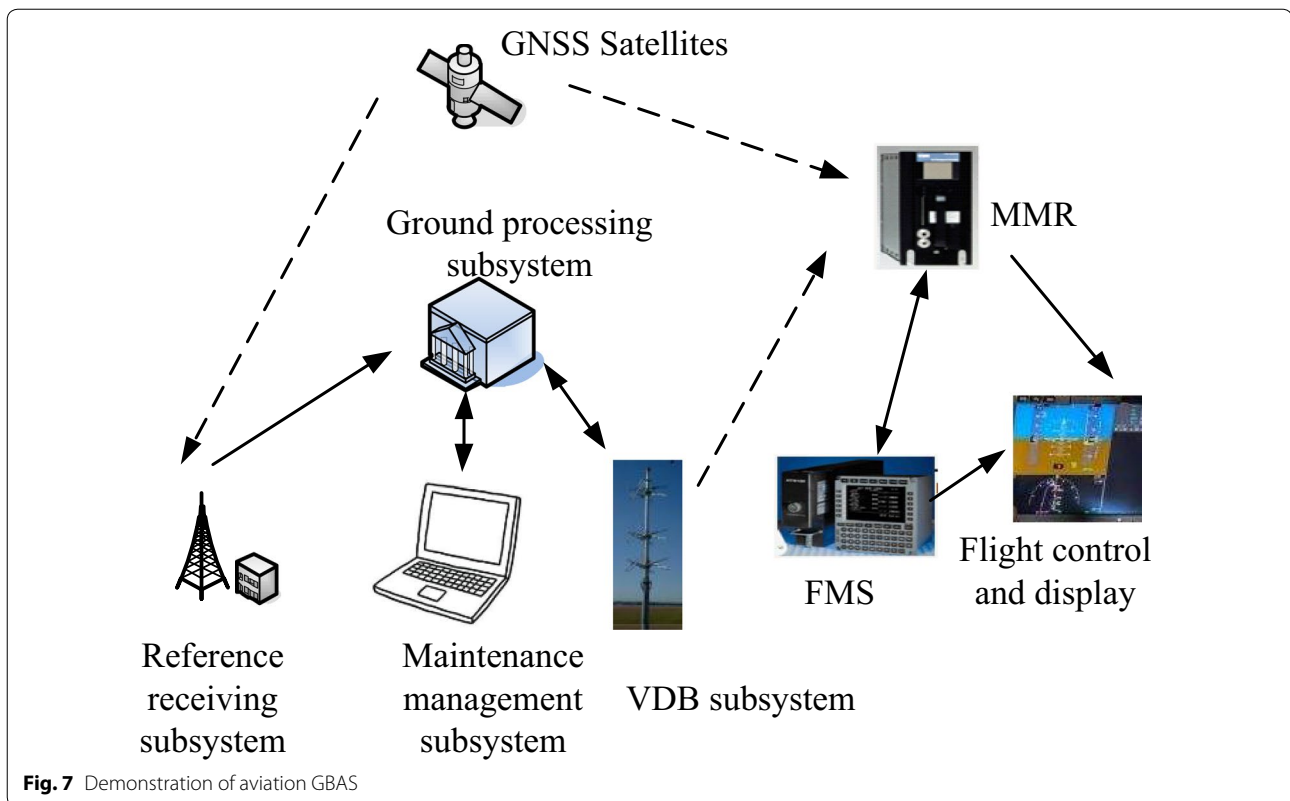 GNSS Satellites
MMR
Ground processing
subsystem
FMS
Flight control
and display
Reference
receiving
subsystem
Maintenance
management
subsystem
VDB subsystem
Fig. 7 Demonstration of aviation GBAS